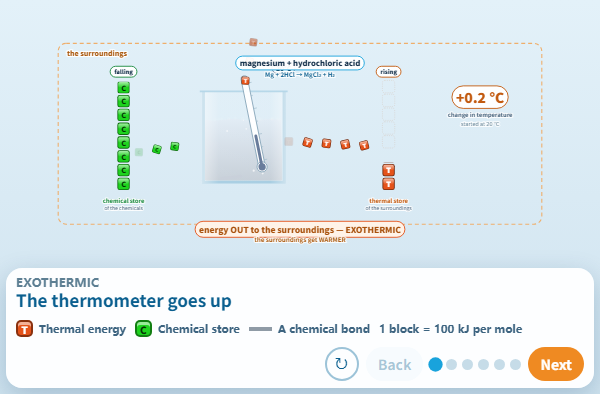 the surroundings
magnesium + hydrochloric acid
Mg + 2HCl → MgCl₂ + H₂
falling
rising
T
C
C
C
C
C
C
C
C
C
C
T
T
T
T
T
T
+0.2 °C
change in temperature
started at 20 °C
chemical store
of the chemicals
thermal store
of the surroundings
energy OUT to the surroundings — EXOTHERMIC
the surroundings get WARMER
EXOTHERMIC
The thermometer goes up
T Thermal energy C Chemical store A chemical bond 1 block = 100 kJ per mole
↻ Back Next